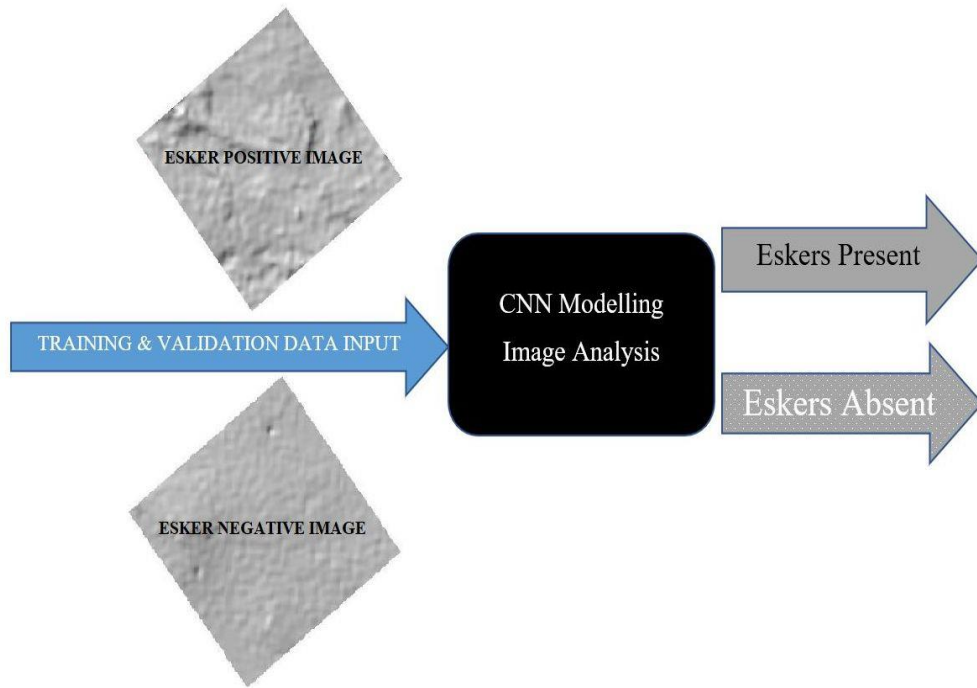 ESKER POSITIVE IMAGE
TRAINING & VALIDATION DATA INPUT
ESKER NEGATIVE IMAGE
CNN Modelling
Image Analysis
Eskers Present
Eskers Absent